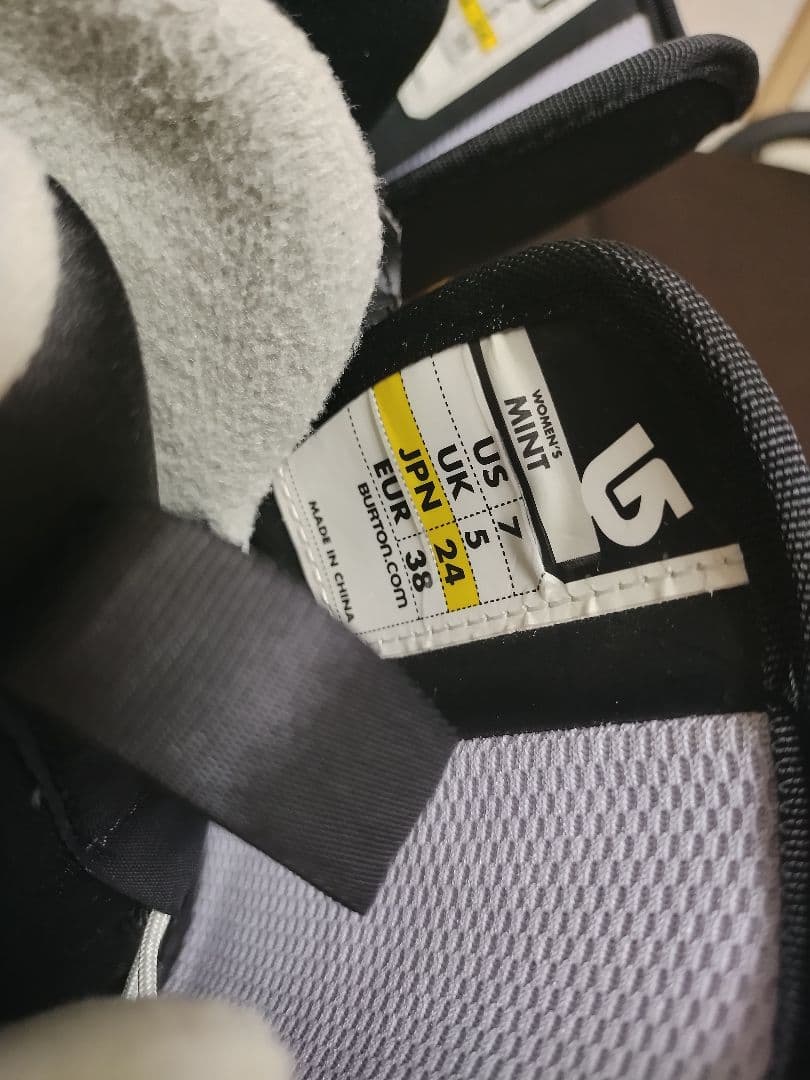 WOMEN'S
MINT
US 7
UK 5
JPN 24
EUR 38
BURTON.COM
MADE IN CHINA